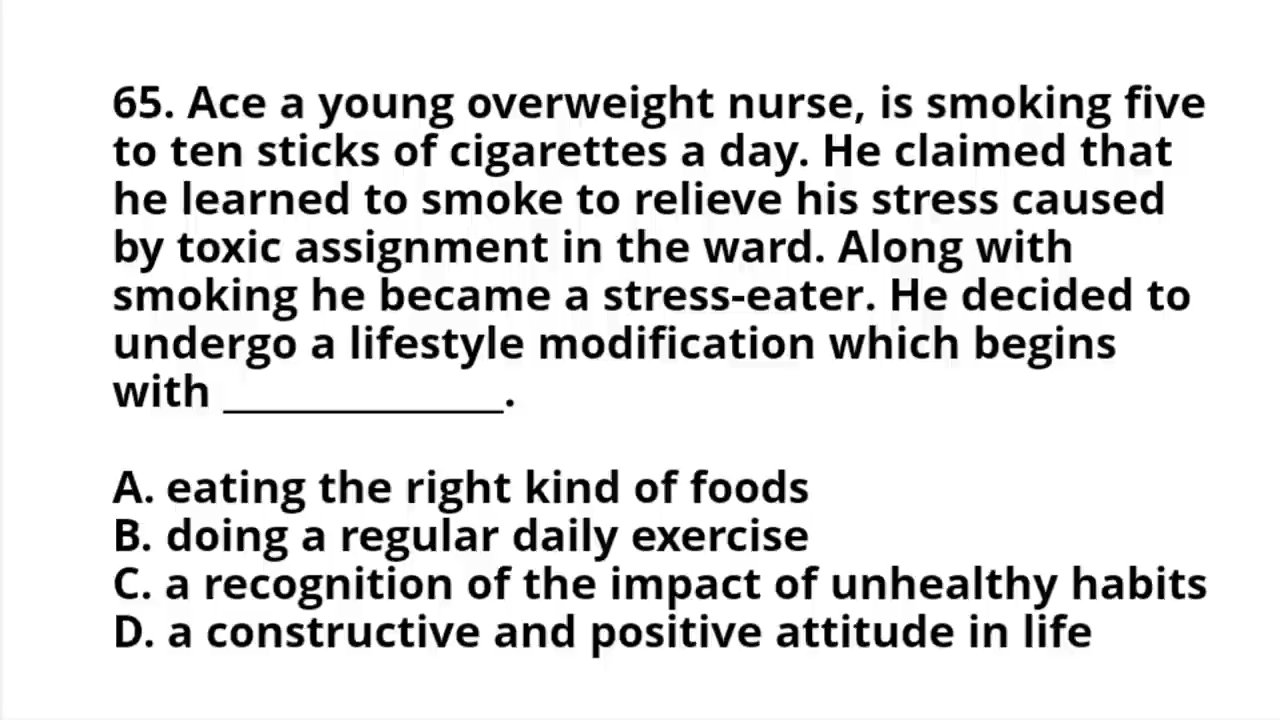 65. Ace a young overweight nurse, is smoking five
to ten sticks of cigarettes a day. He claimed that
he learned to smoke to relieve his stress caused
by toxic assignment in the ward. Along with
smoking he became a stress-eater. He decided to
undergo a lifestyle modification which begins
with ______________.
A. eating the right kind of foods
B. doing a regular daily exercise
C. a recognition of the impact of unhealthy habits
D. a constructive and positive attitude in life